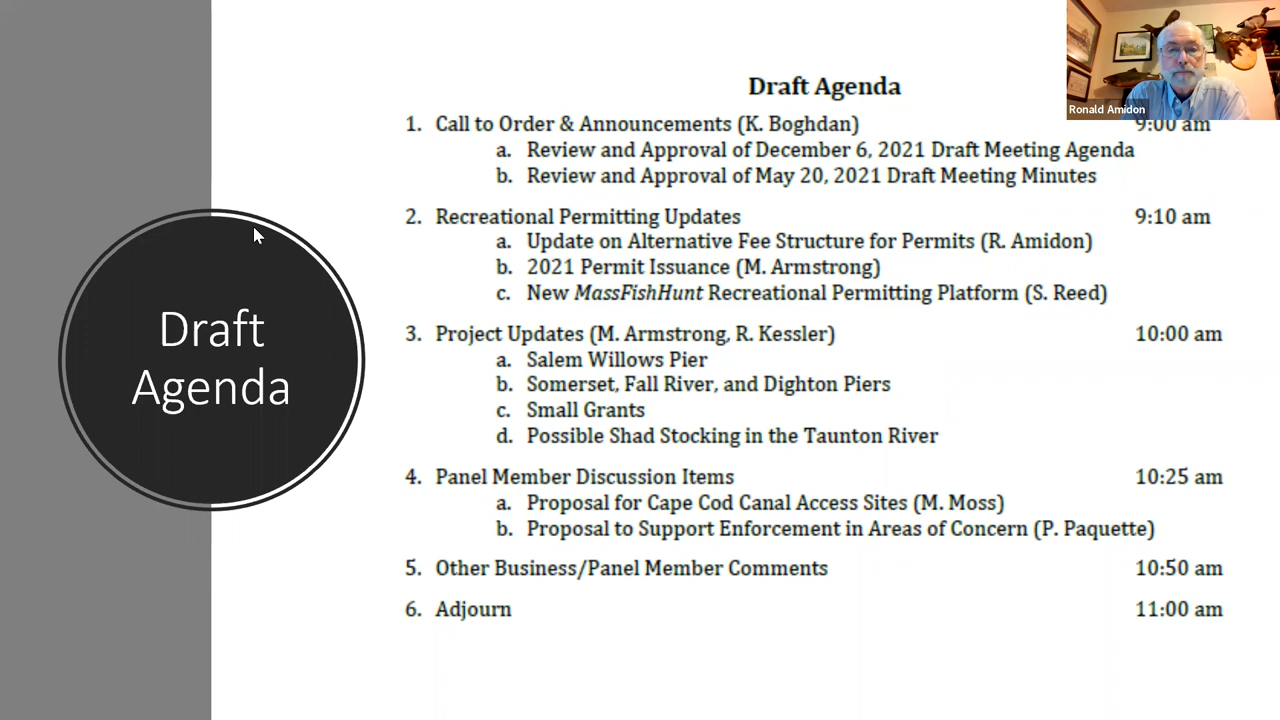 Draft Agenda
Ronald Amidon
1. Call to Order & Announcements (K. Boghdan) 9:00 am
a. Review and Approval of December 6, 2021 Draft Meeting Agenda
b. Review and Approval of May 20, 2021 Draft Meeting Minutes
2. Recreational Permitting Updates 9:10 am
a. Update on Alternative Fee Structure for Permits (R. Amidon)
b. 2021 Permit Issuance (M. Armstrong)
c. New MassFishHunt Recreational Permitting Platform (S. Reed)
3. Project Updates (M. Armstrong, R. Kessler) 10:00 am
a. Salem Willows Pier
b. Somerset, Fall River, and Dighton Piers
c. Small Grants
d. Possible Shad Stocking in the Taunton River
4. Panel Member Discussion Items 10:25 am
a. Proposal for Cape Cod Canal Access Sites (M. Moss)
b. Proposal to Support Enforcement in Areas of Concern (P. Paquette)
5. Other Business/Panel Member Comments 10:50 am
6. Adjourn 11:00 am
Draft
Agenda